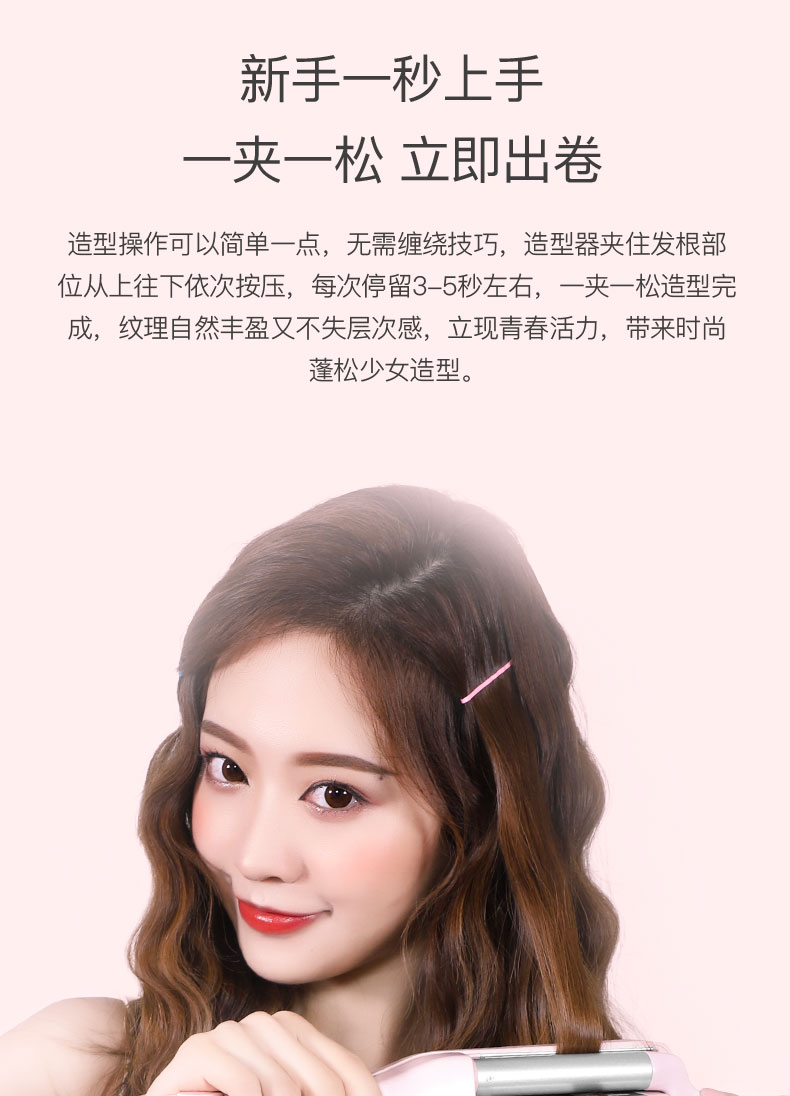 新手一秒上手
一夹一松 立即出卷
造型操作可以简单一点，无需缠绕技巧，造型器夹住发根部
位从上往下依次按压，每次停留3-5秒左右，一夹一松造型完
成，纹理自然丰盈又不失层次感，立现青春活力，带来时尚
蓬松少女造型。